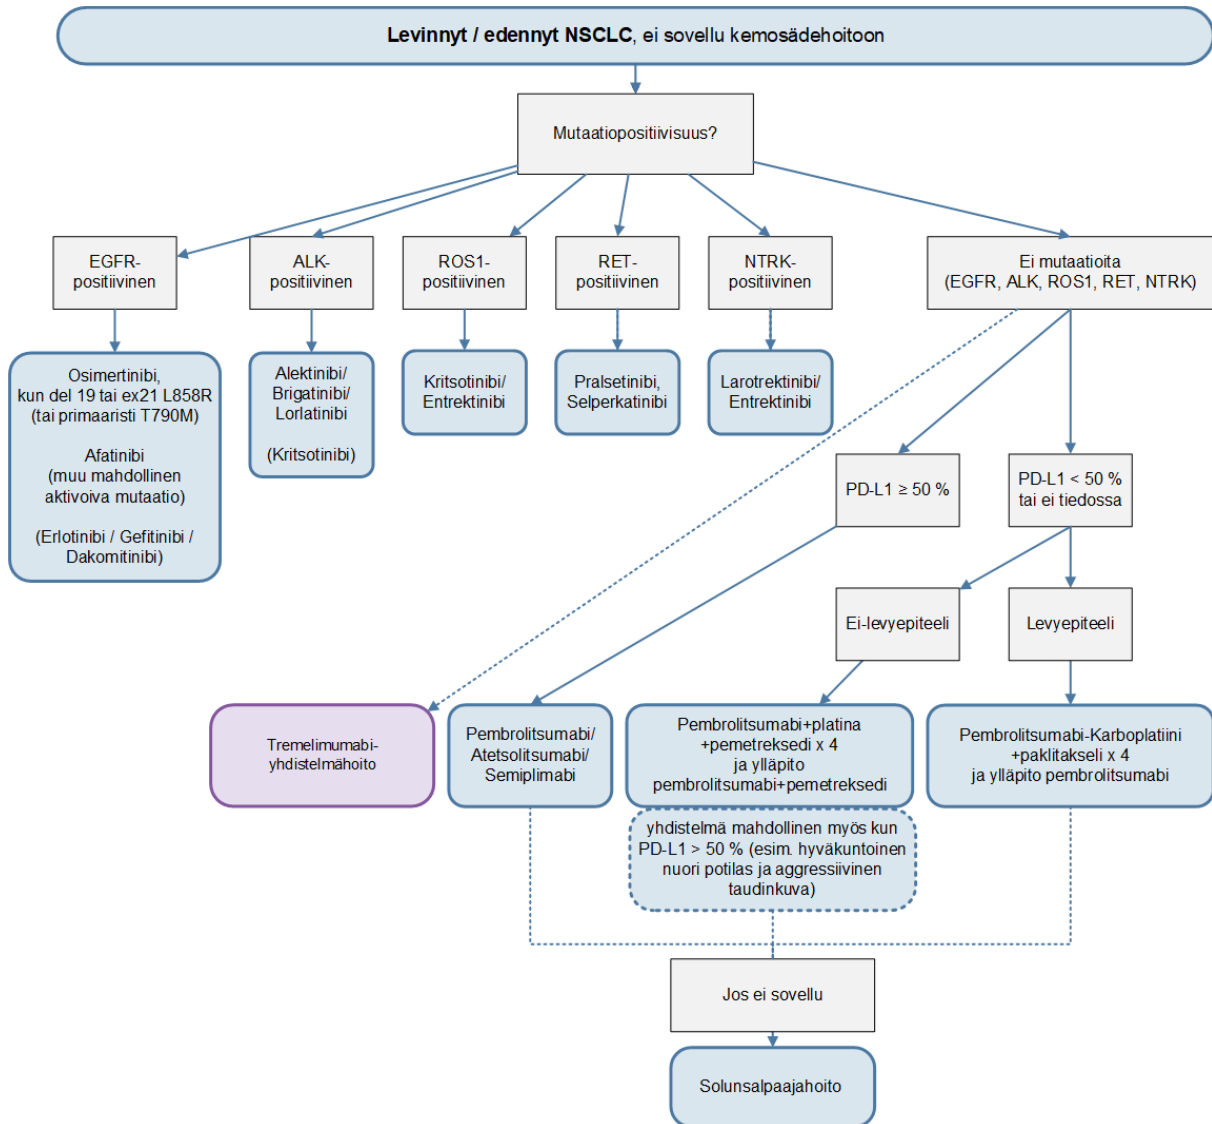 Levinnyt / edennyt NSCLC, ei sovellu kemosädehoitoon
Mutaatiopositiivisuus?
EGFR-
positiivinen
ALK-
positiivinen
ROS1-
positiivinen
RET-
positiivinen
NTRK-
positiivinen
Ei mutaatioita
(EGFR, ALK, ROS1, RET, NTRK)
Osimertinibi,
kun del 19 tai ex21 L858R
(tai primaaristi T790M)
Afatinibi
(muu mahdollinen
aktivoiva mutaatio)
(Erlotinibi / Gefitinibi /
Dakomitinibi)
Alektinibi/
Brigatinibi/
Lorlatinibi
(Kritsotinibi)
Kritsotinibi/
Entrektinibi
Pralsetinibi,
Selperkatinibi
Larotrektinibi/
Entrektinibi
PD-L1 ≥ 50 %
PD-L1 < 50 %
tai ei tiedossa
Ei-levyepiteeli
Levyepiteeli
Tremelimumabi-
yhdistelmähoito
Pembrolitsumabi/
Atetsolitsumabi/
Semiplimabi
Pembrolitsumabi+platina
+pemetreksedi x 4
ja ylläpito
pembrolitsumabi+pemetreksedi
Pembrolitsumabi-Karboplatiini
+paklitakseli x 4
ja ylläpito pembrolitsumabi
yhdistelmä mahdollinen myös kun
PD-L1 > 50 % (esim. hyväkuntoinen
nuori potilas ja aggressiivinen
taudinkuva)
Jos ei sovellu
Solunsalpaajahoito